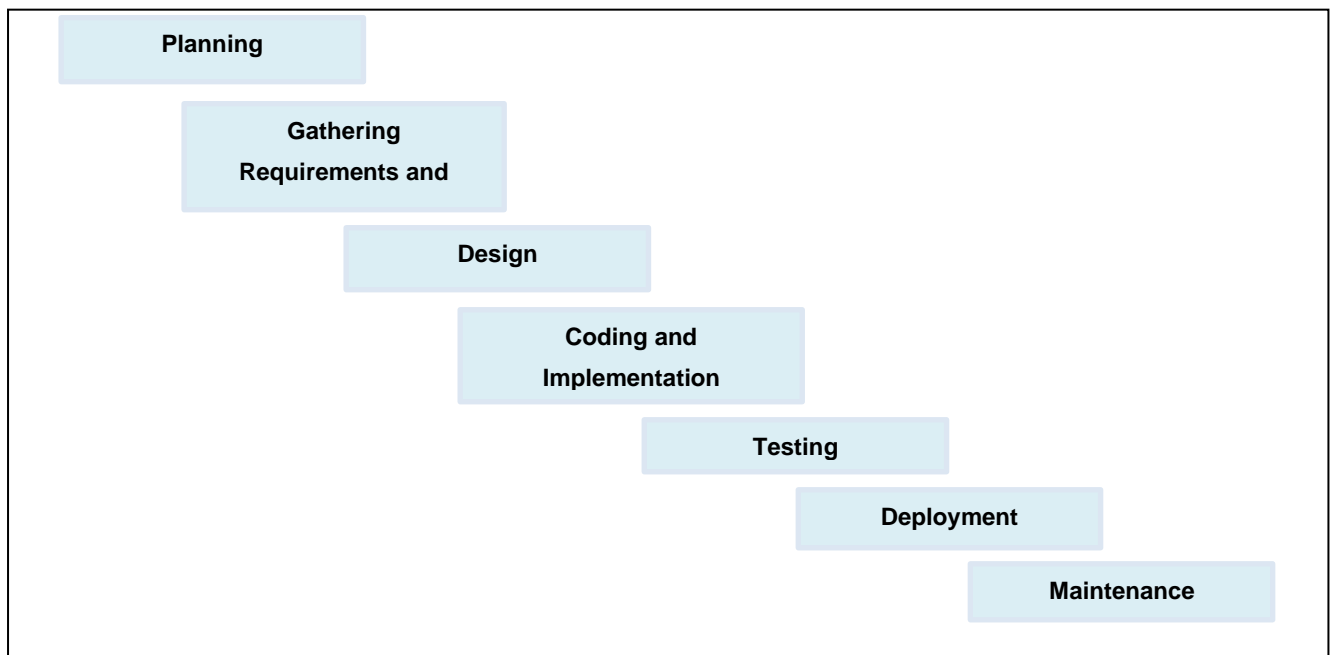 Planning
Gathering
Requirements and
Design
Coding and
Implementation
Testing
Deployment
Maintenance